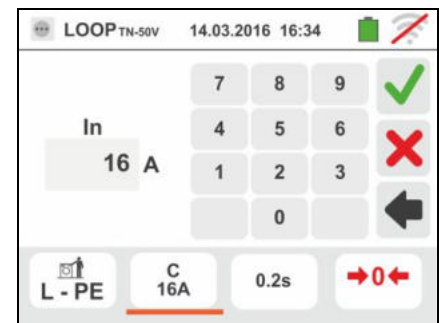 LOOP TN-50V 14.03.2016 16:34
7 8 9
In 4 5 6
16 A
1 2 3
0
L - PE
C
16A
0.2s
0